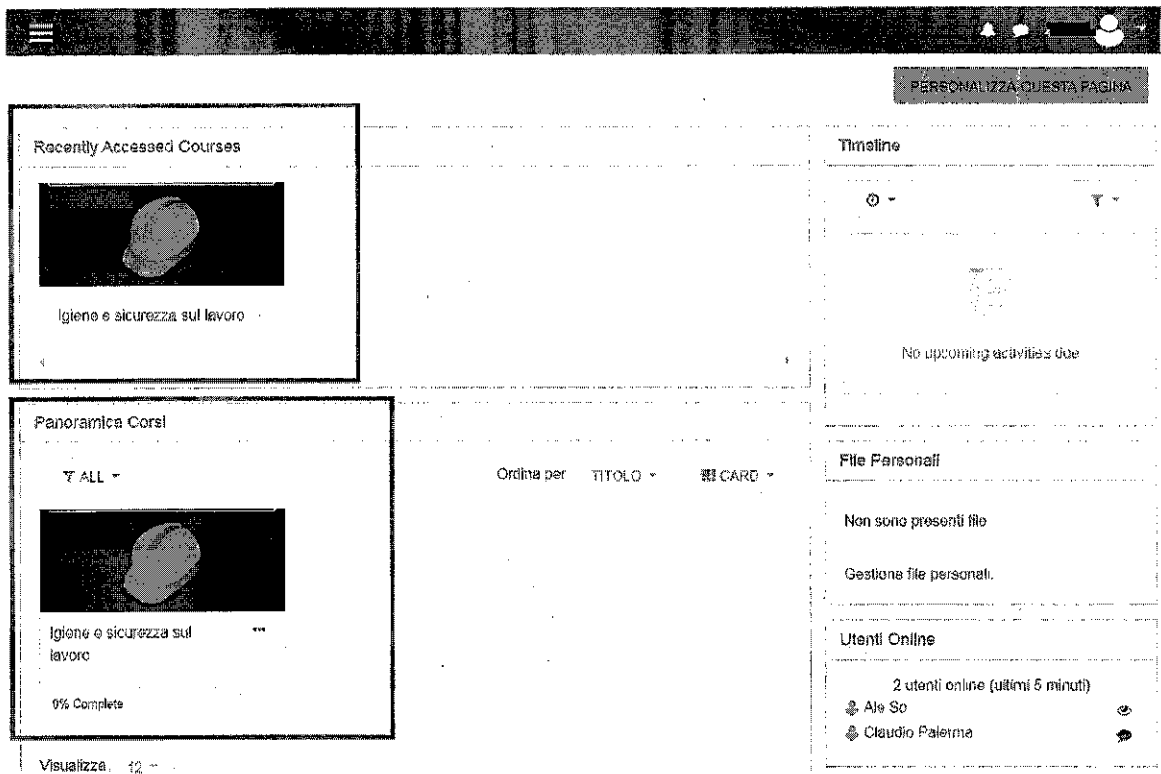 PERSONALIZZA QUESTA PAGINA
Recently Accessed Courses
Igiene e sicurezza sul lavoro
Panoramica Corsi
ALL
Ordina per TITOLO CARD
Igiene e sicurezza sul
lavoro
0% Complete
Visualizza 12
Timeline
No upcoming activities due
File Personali
Non sono presenti file
Gestione file personali.
Utenti Online
2 utenti online (ultimi 5 minuti)
Ale So
Claudio Palerma